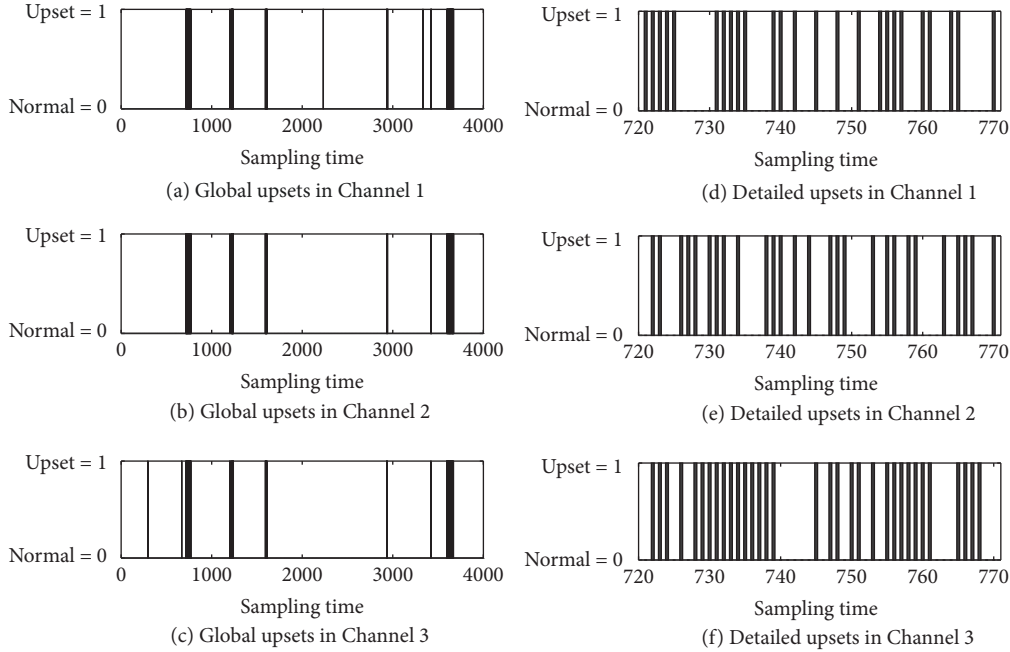 Upset = 1
Normal = 0
0 1000 2000 3000 4000
Sampling time
(a) Global upsets in Channel 1
Upset = 1
Normal = 0
720 730 740 750 760 770
Sampling time
(d) Detailed upsets in Channel 1
Upset = 1
Normal = 0
0 1000 2000 3000 4000
Sampling time
(b) Global upsets in Channel 2
Upset = 1
Normal = 0
720 730 740 750 760 770
Sampling time
(e) Detailed upsets in Channel 2
Upset = 1
Normal = 0
0 1000 2000 3000 4000
Sampling time
(c) Global upsets in Channel 3
Upset = 1
Normal = 0
720 730 740 750 760 770
Sampling time
(f) Detailed upsets in Channel 3